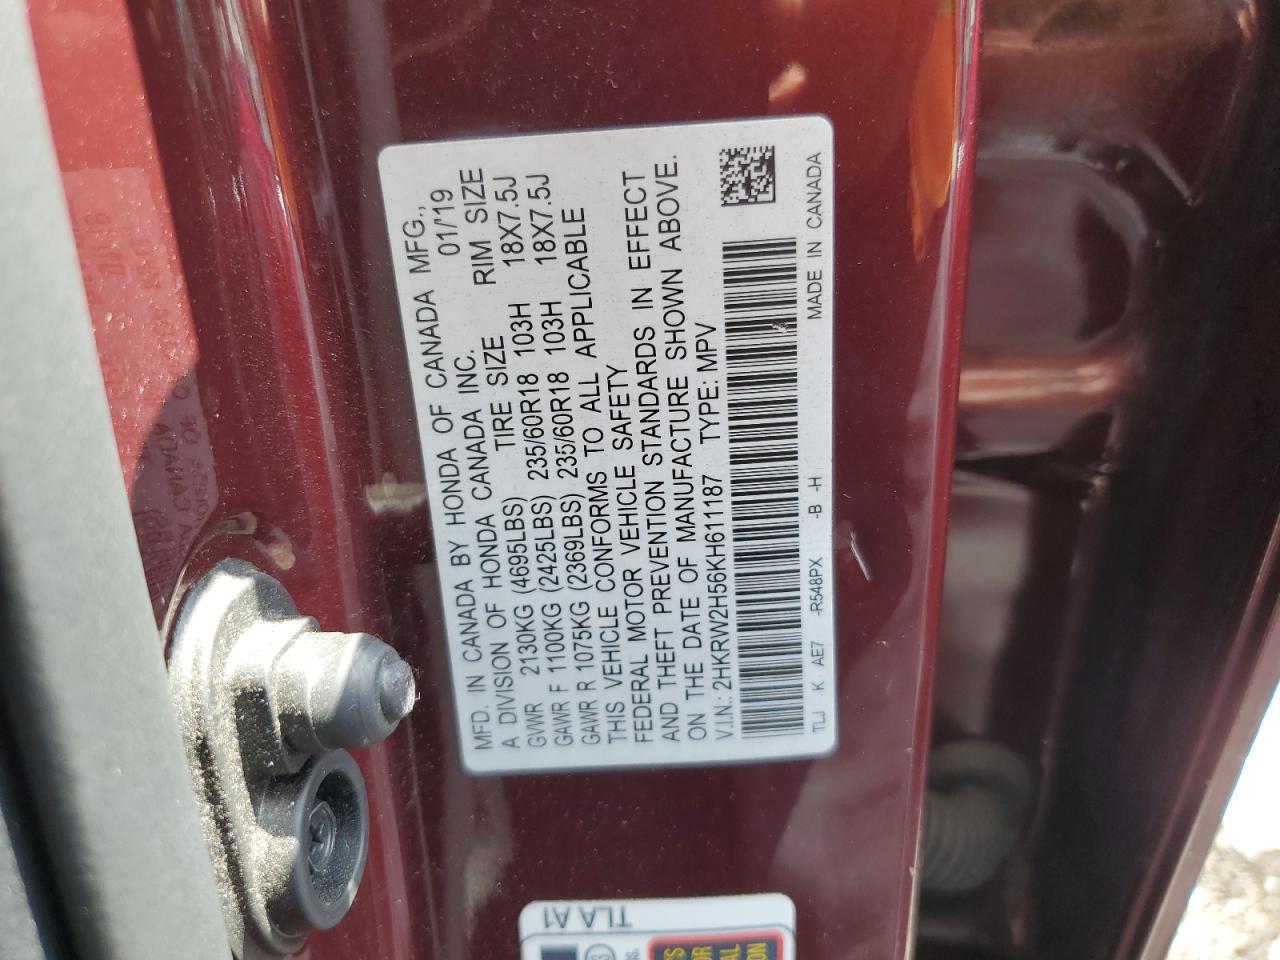 MFD. IN CANADA BY HONDA OF CANADA MFG.,
A DIVISION OF HONDA CANADA INC. 01/'19
GVWR 2130KG (4695LBS) TIRE SIZE RIM SIZE
GAWR F 1100KG (2425LBS) 235/60R18 103H 18X7.5J
GAWR R 1075KG (2369LBS) 235/60R18 103H 18X7.5J
THIS VEHICLE CONFORMS TO ALL APPLICABLE
FEDERAL MOTOR VEHICLE SAFETY
AND THEFT PREVENTION STANDARDS IN EFFECT
ON THE DATE OF MANUFACTURE SHOWN ABOVE.
V.I.N.: 2HKRW2H56KH611187 TYPE: MPV
TLJ K AE7 -R548PX -B -H MADE IN CANADA
TLA A1